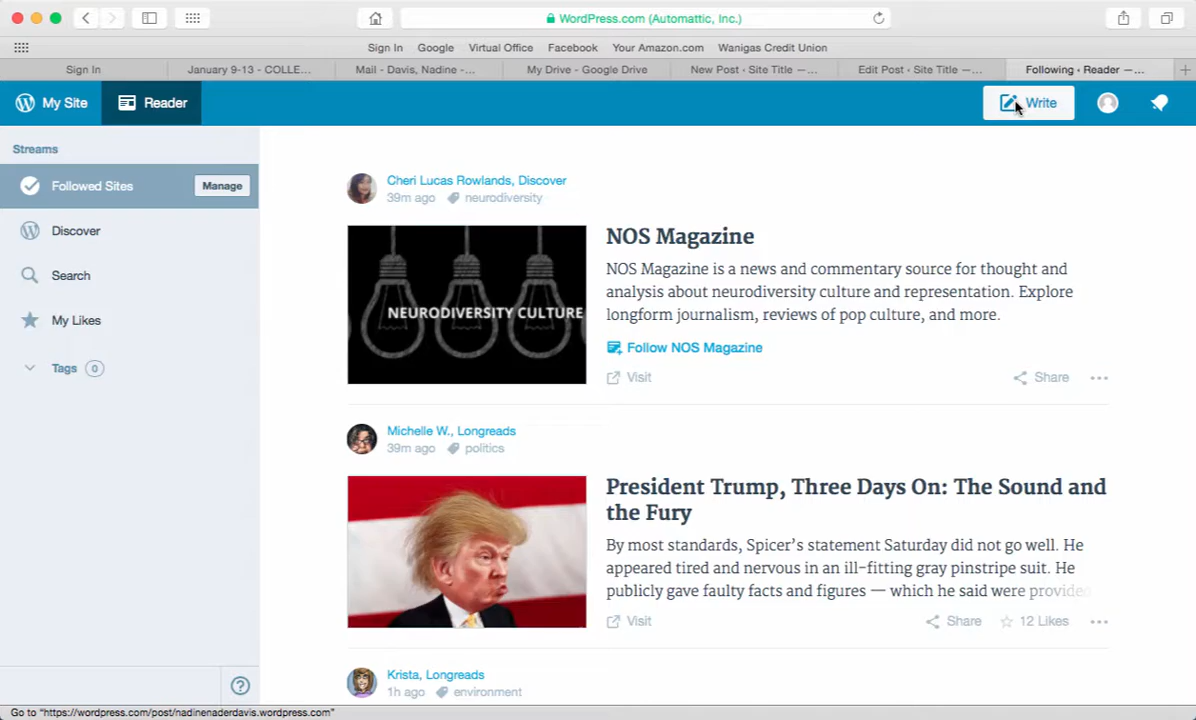 WordPress.com (Automattic, Inc.)
Sign In Google Virtual Office Facebook Your Amazon.com Wanigas Credit Union
Sign In January 9-13 - COLLE... Mail - Davis, Nadine -... My Drive - Google Drive New Post ‹ Site Title —... Edit Post ‹ Site Title —... Following ‹ Reader —...
My Site Reader Write
Streams
Followed Sites Manage
Discover
Search
My Likes
Tags 0
Cheri Lucas Rowlands, Discover
39m ago neurodiversity
NEURODIVERSITY CULTURE
NOS Magazine
NOS Magazine is a news and commentary source for thought and
analysis about neurodiversity culture and representation. Explore
longform journalism, reviews of pop culture, and more.
Follow NOS Magazine
Visit Share
Michelle W., Longreads
39m ago politics
President Trump, Three Days On: The Sound and
the Fury
By most standards, Spicer's statement Saturday did not go well. He
appeared tired and nervous in an ill-fitting gray pinstripe suit. He
publicly gave faulty facts and figures — which he said were provided
Visit Share 12 Likes
Krista, Longreads
1h ago environment
Go to "https://wordpress.com/post/nadinenaderdavis.wordpress.com"